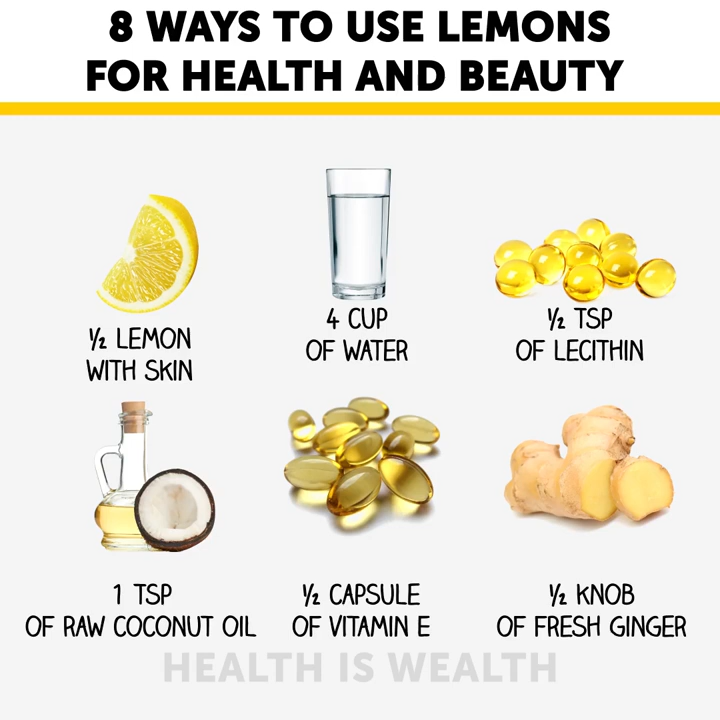 8 WAYS TO USE LEMONS
FOR HEALTH AND BEAUTY
½ LEMON
WITH SKIN
4 CUP
OF WATER
½ TSP
OF LECITHIN
1 TSP
OF RAW COCONUT OIL
½ CAPSULE
OF VITAMIN E
½ KNOB
OF FRESH GINGER
HEALTH IS WEALTH